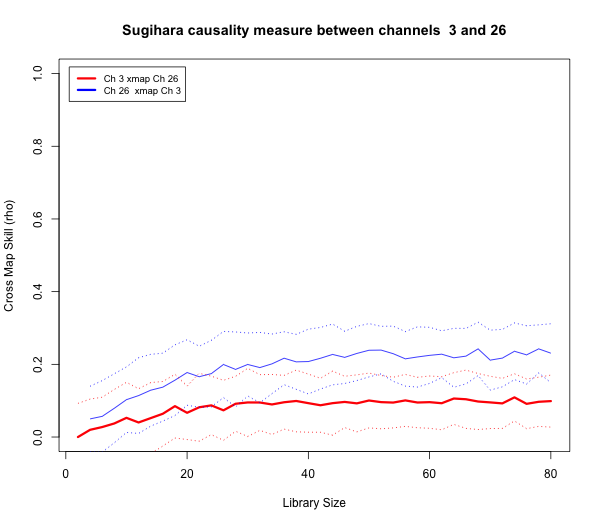 Sugihara causality measure between channels  3 and 26
Ch 3 xmap Ch 26
Ch 26  xmap Ch 3
Cross Map Skill (rho)
1.0
0.8
0.6
0.4
0.2
0.0
0
20
40
60
80
Library Size